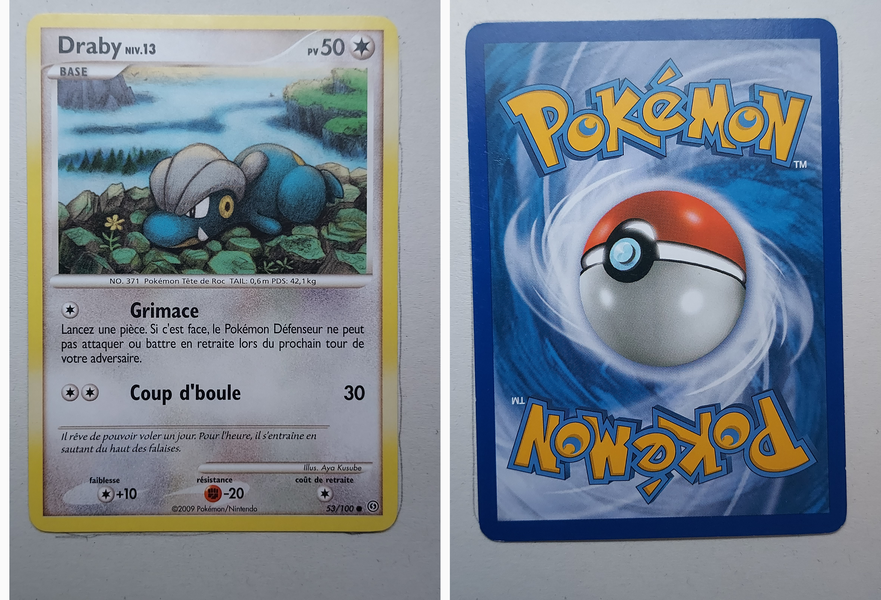 Draby NIV.13 PV 50
BASE
NO. 371 Pokémon Tête de Roc TAIL: 0,6m PDS: 42,1kg
Grimace
Lancez une pièce. Si c'est face, le Pokémon Défenseur ne peut
pas attaquer ou battre en retraite lors du prochain tour de
votre adversaire.
Coup d'boule 30
Il rêve de pouvoir voler un jour. Pour l'heure, il s'entraîne en
sautant du haut des falaises.
Illus. Aya Kusube
faiblesse résistance coût de retraite
+10 -20
©2009 Pokémon/Nintendo 53/100
POKéMON
TM
TM
POKéMON